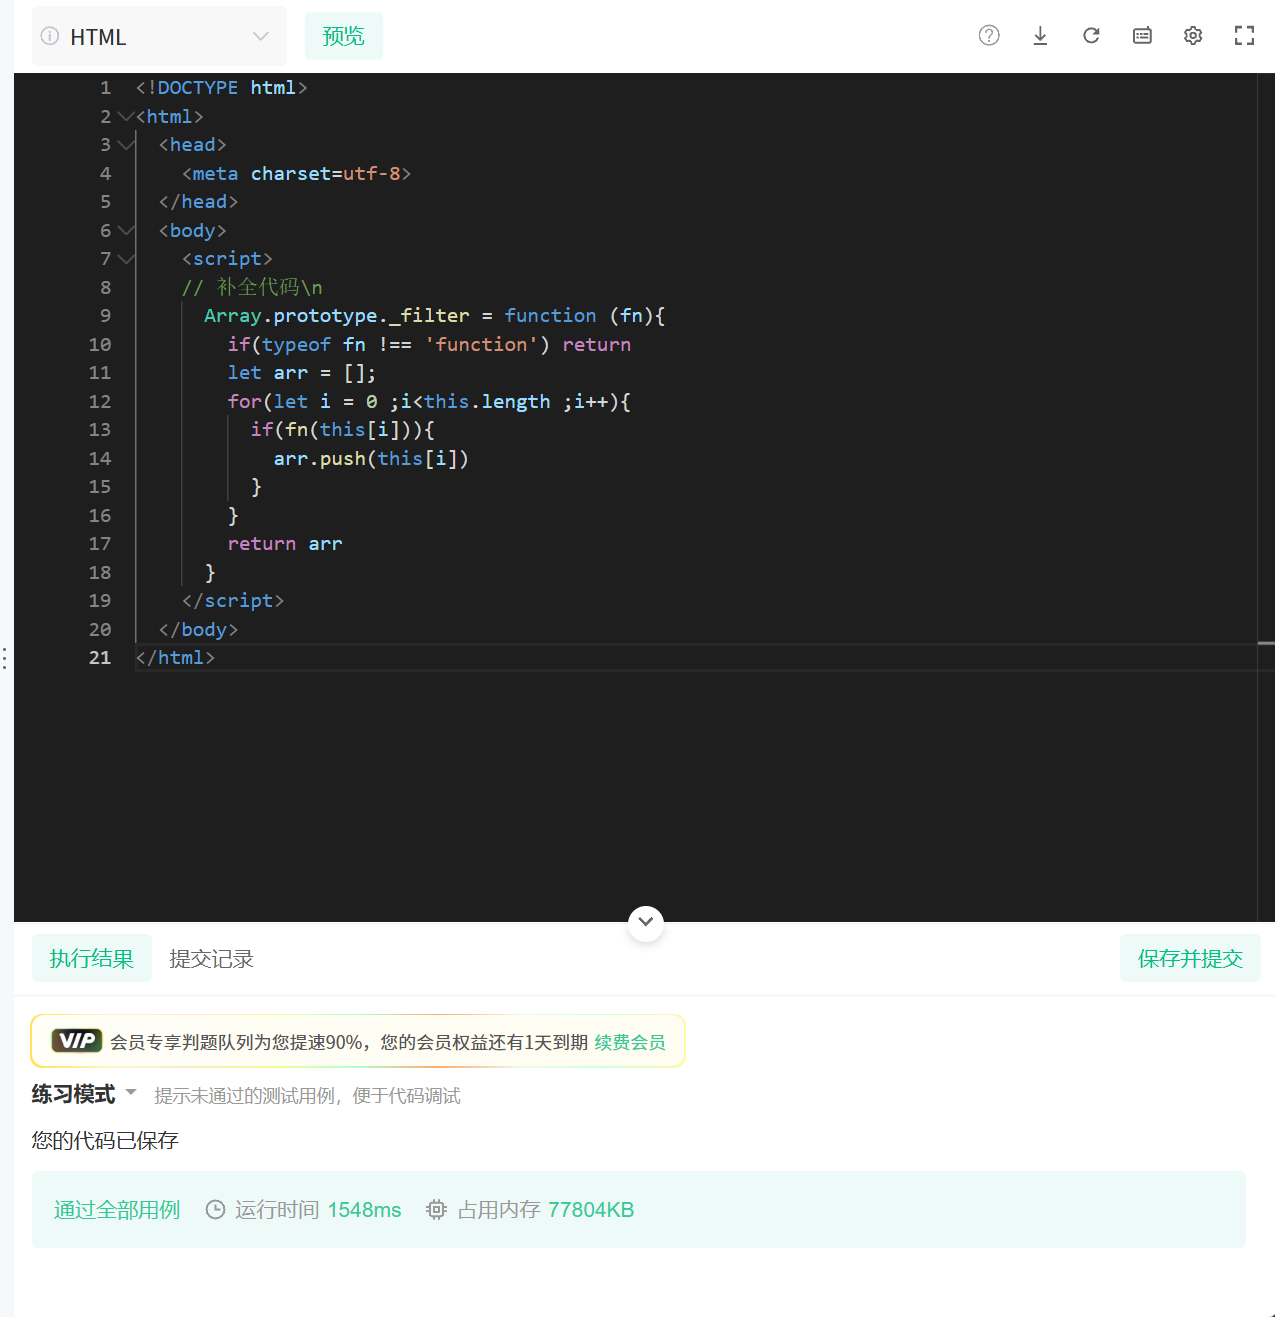 HTML
预览
1 <!DOCTYPE html>
2 <html>
3 <head>
4 <meta charset=utf-8>
5 </head>
6 <body>
7 <script>
8 // 补全代码\n
9 Array.prototype._filter = function (fn){
10 if(typeof fn !== 'function') return
11 let arr = [];
12 for(let i = 0 ;i<this.length ;i++){
13 if(fn(this[i])){
14 arr.push(this[i])
15 }
16 }
17 return arr
18 }
19 </script>
20 </body>
21 </html>
执行结果 提交记录 保存并提交
VIP 会员专享判题队列为您提速90%，您的会员权益还有1天到期 续费会员
练习模式 提示未通过的测试用例，便于代码调试
您的代码已保存
通过全部用例 运行时间 1548ms 占用内存 77804KB